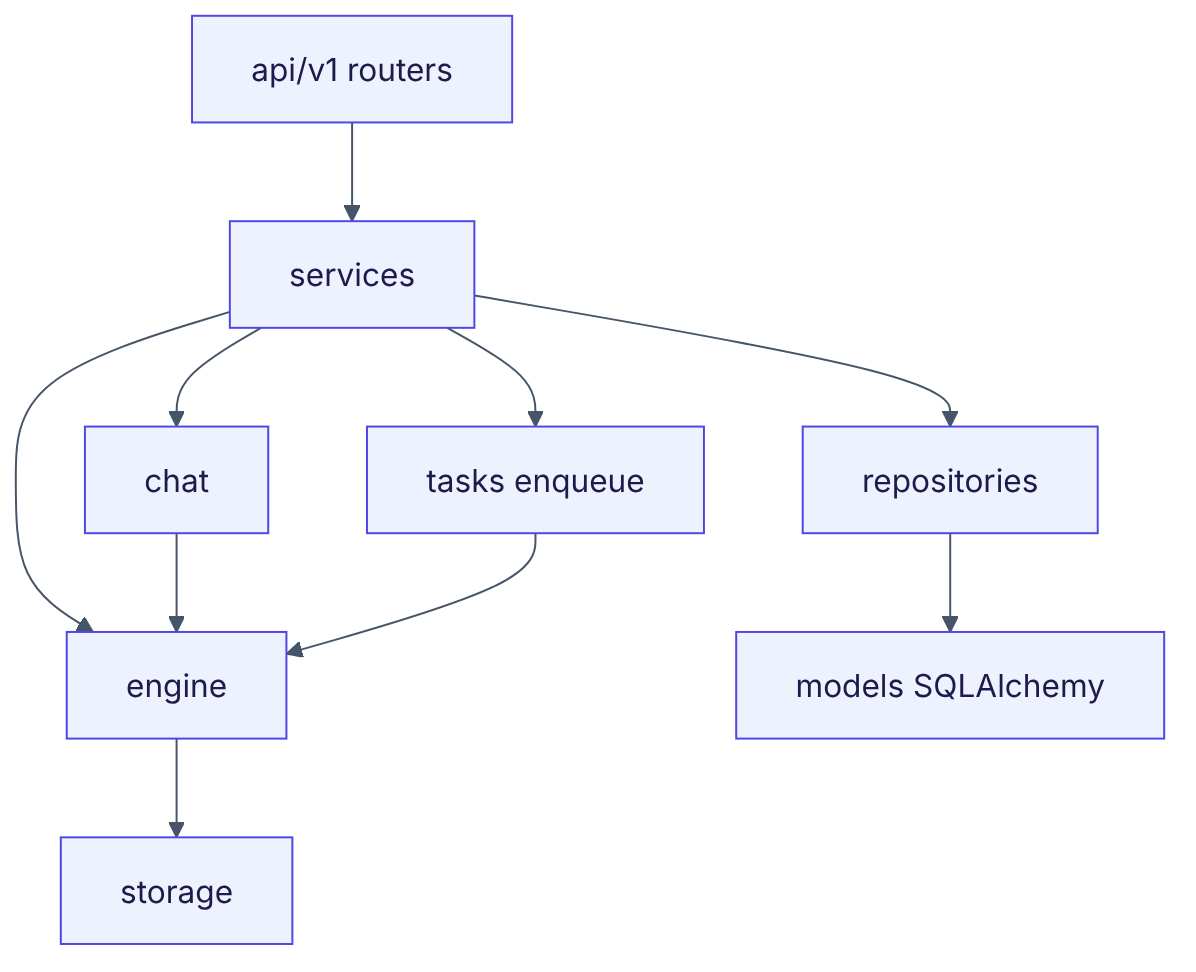 api/v1 routers
services
chat
tasks enqueue
repositories
engine
models SQLAlchemy
storage